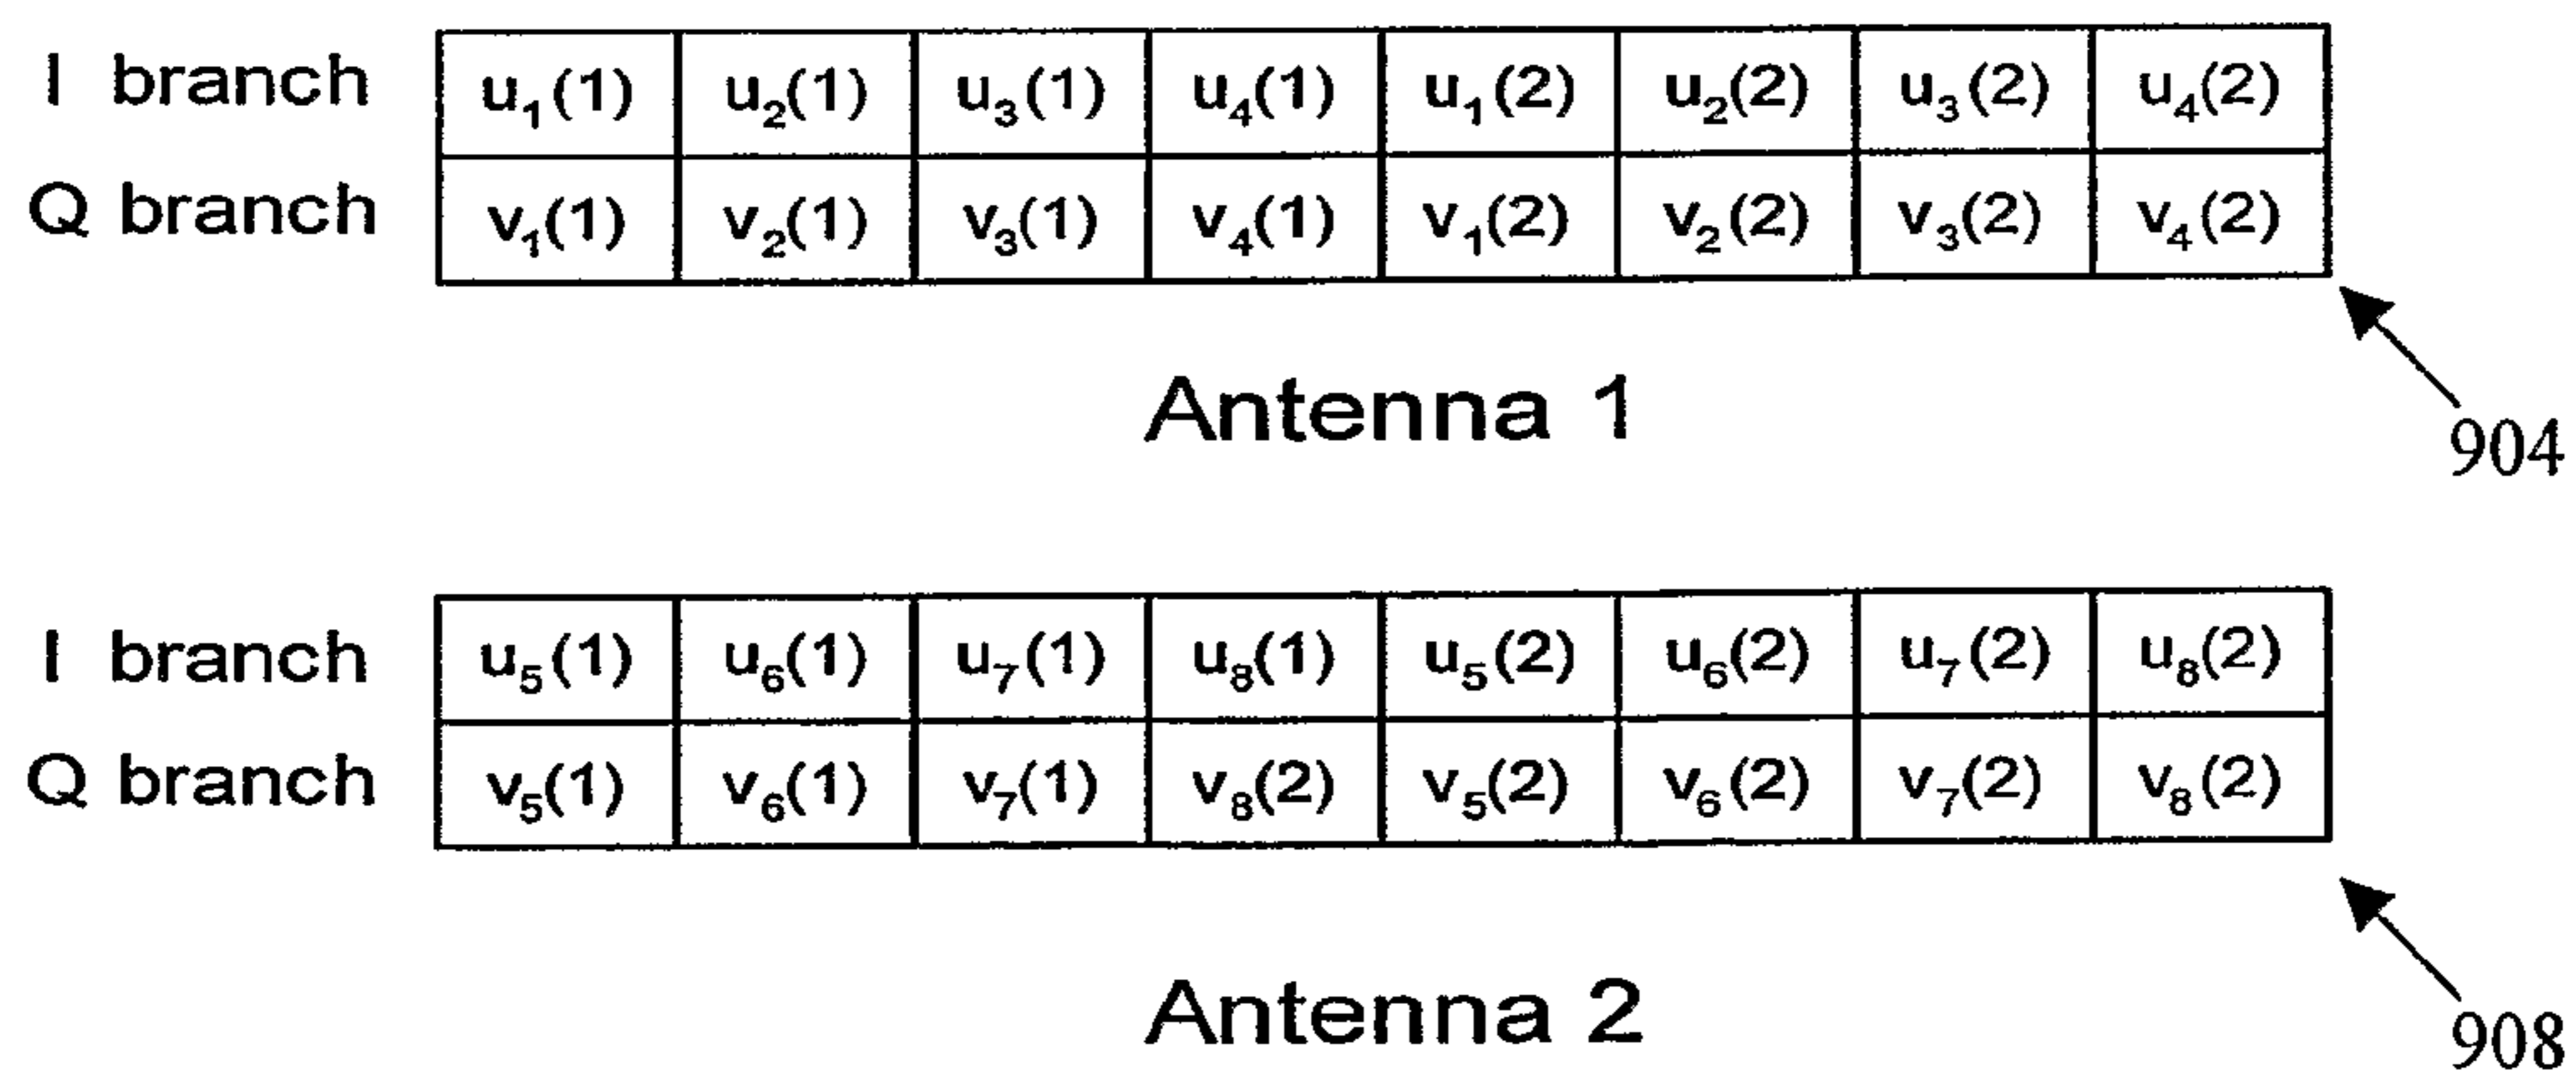 I branch u₁(1) u₂(1) u₃(1) u₄(1) u₁(2) u₂(2) u₃(2) u₄(2)
Q branch v₁(1) v₂(1) v₃(1) v₄(1) v₁(2) v₂(2) v₃(2) v₄(2)
Antenna 1
904
I branch u₅(1) u₆(1) u₇(1) u₈(1) u₅(2) u₆(2) u₇(2) u₈(2)
Q branch v₅(1) v₆(1) v₇(1) v₈(2) v₅(2) v₆(2) v₇(2) v₈(2)
Antenna 2
908